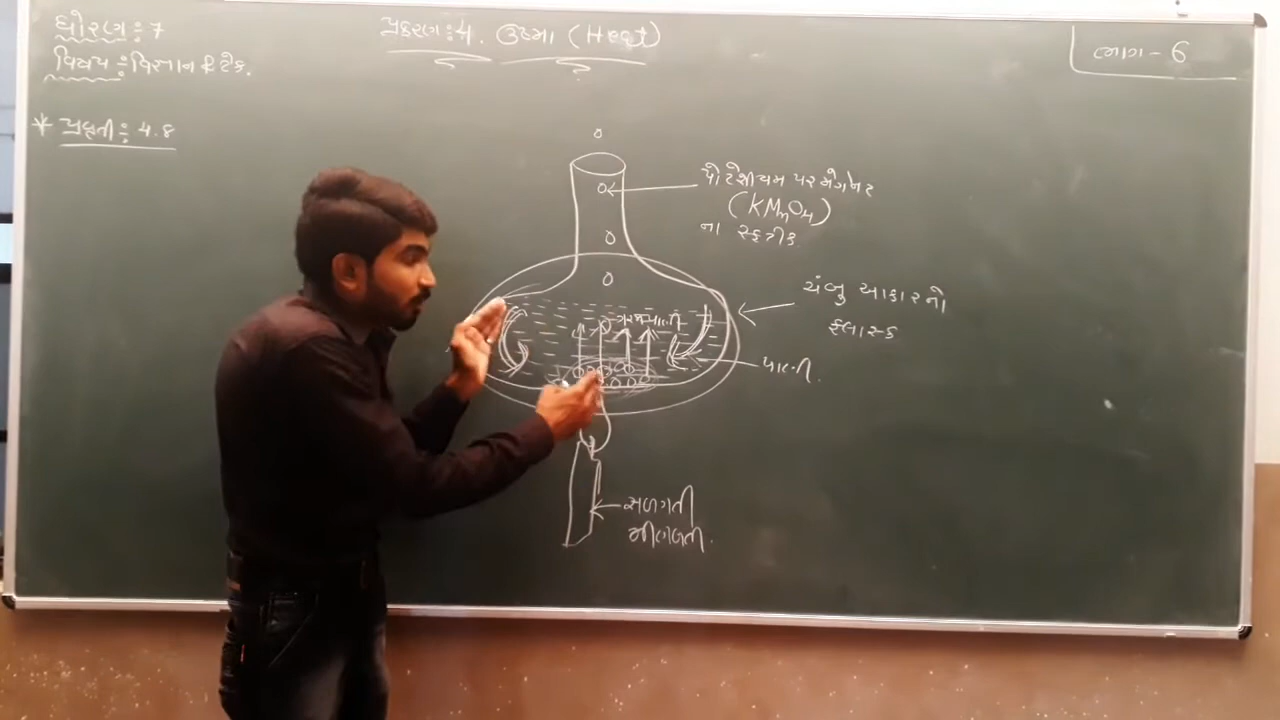 ધોરણ : 7
વિષય : વિજ્ઞાન & ટેક.
પ્રકરણ : 4. ઉષ્મા (Heat)
ભાગ - 6
* પ્રવૃત્તી : 4.8
પોટેશીયમ પરમેંગેનેટ
(KMnO4)
ના સ્ફટીક
ચંબુ આકારનો
ફ્લાસ્ક
ગરમ પાણી
પાણી.
સળગતી
મીણબત્તી.